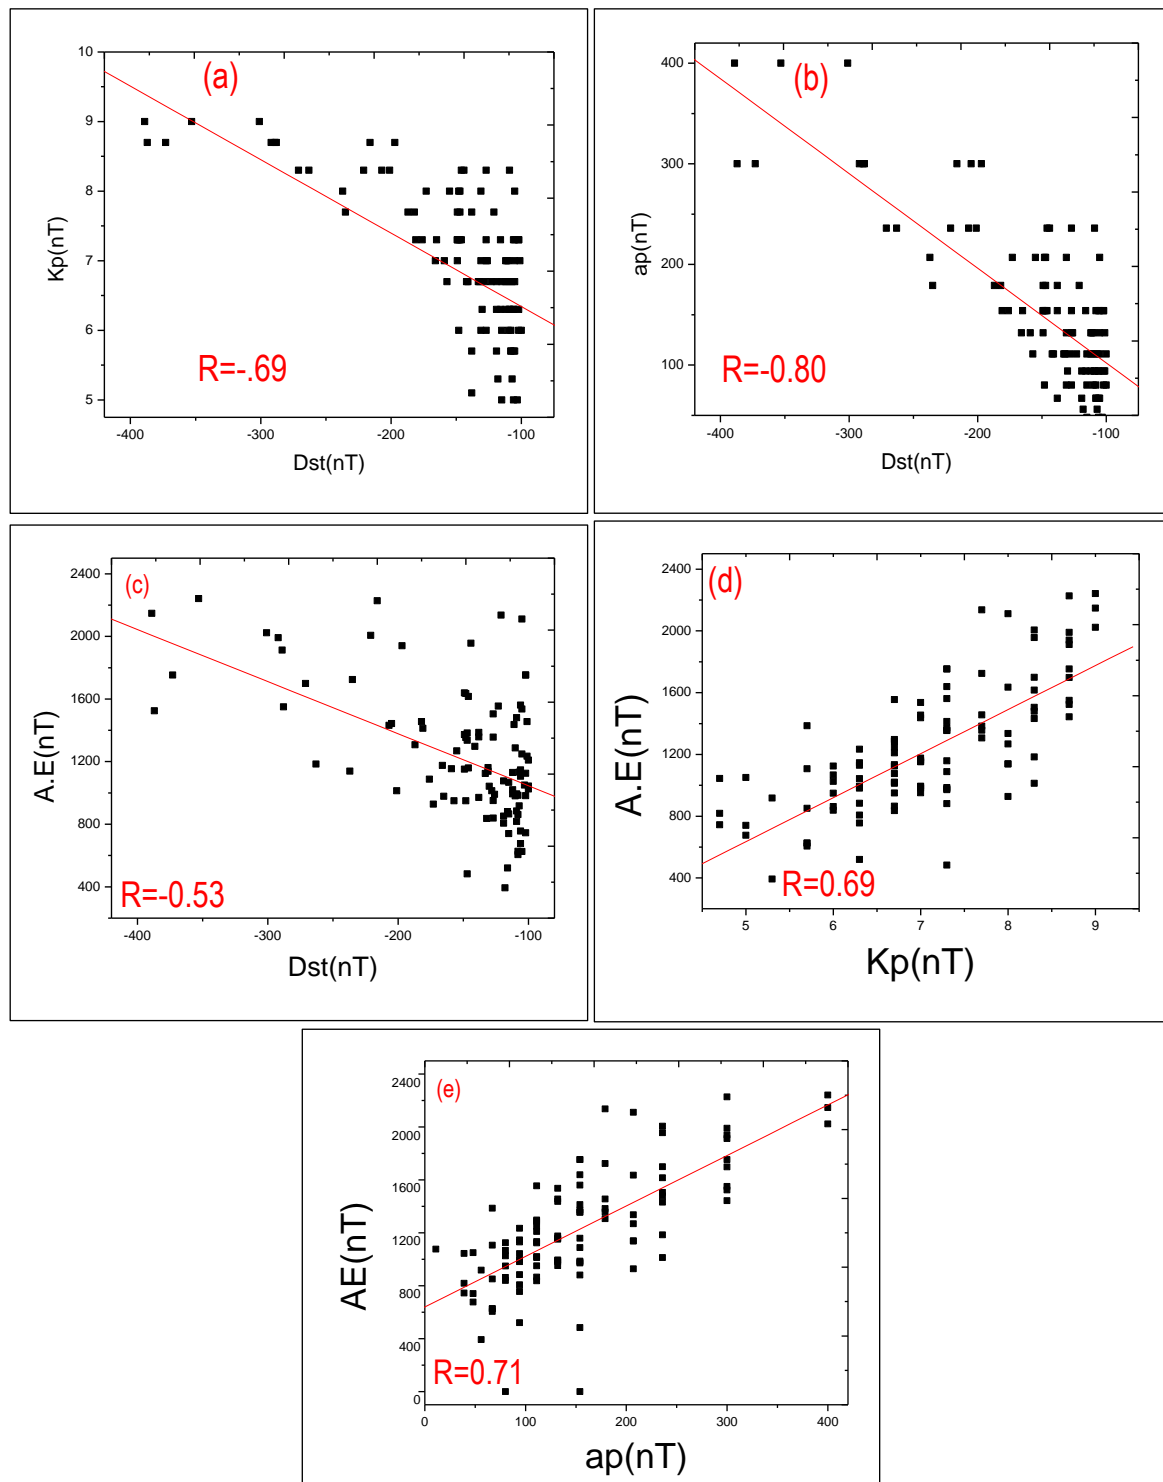 (a)
10
9
8
7
6
5
Kp(nT)
R=-.69
-400
-300
-200
-100
Dst(nT)
(b)
400
300
200
100
ap(nT)
R=-0.80
-400
-300
-200
-100
Dst(nT)
(c)
2400
2000
1600
1200
800
400
A.E(nT)
R=-0.53
-400
-300
-200
-100
Dst(nT)
(d)
2400
2000
1600
1200
800
400
A.E(nT)
R=0.69
5
6
7
8
9
Kp(nT)
(e)
2400
2000
1600
1200
800
400
0
AE(nT)
R=0.71
0
100
200
300
400
ap(nT)